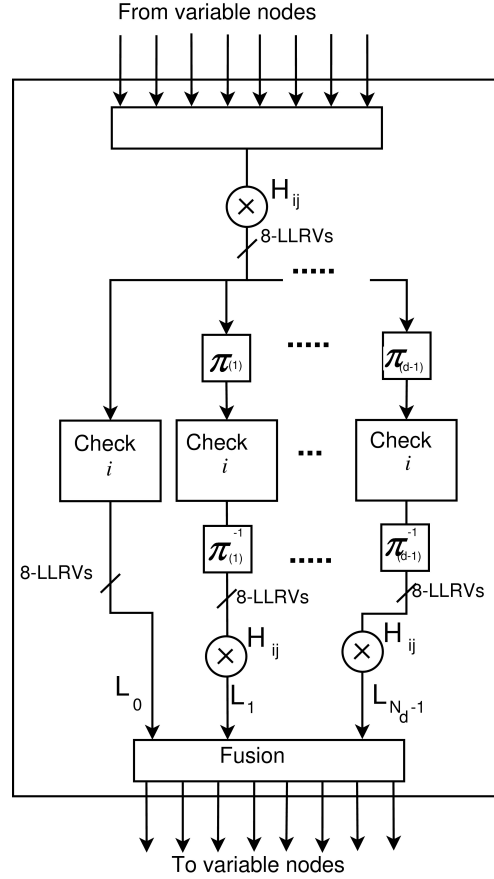 From variable nodes
H ij
8-LLRVs
π(1) π(d-1)
Check i Check i Check i
π(1)-1 π(d-1)-1
8-LLRVs 8-LLRVs 8-LLRVs
H ij H ij
L0 L1 LNd-1
Fusion
To variable nodes